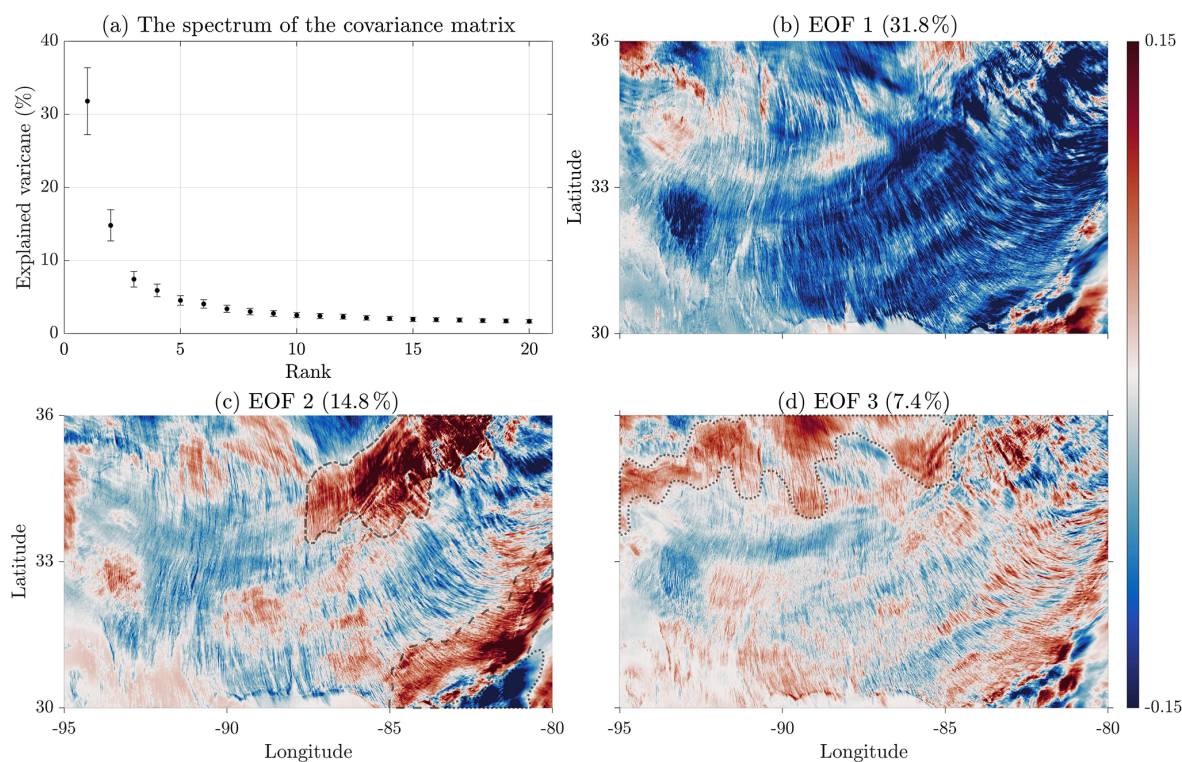 (a) The spectrum of the covariance matrix
40
30
20
10
0
0
5
10
15
20
Explained varicane (%)
Rank
(b) EOF 1 (31.8%)
36
33
30
Latitude
0.15
-0.15
(c) EOF 2 (14.8%)
36
33
30
-95
-90
-85
-80
Latitude
Longitude
(d) EOF 3 (7.4%)
-95
-90
-85
-80
Longitude